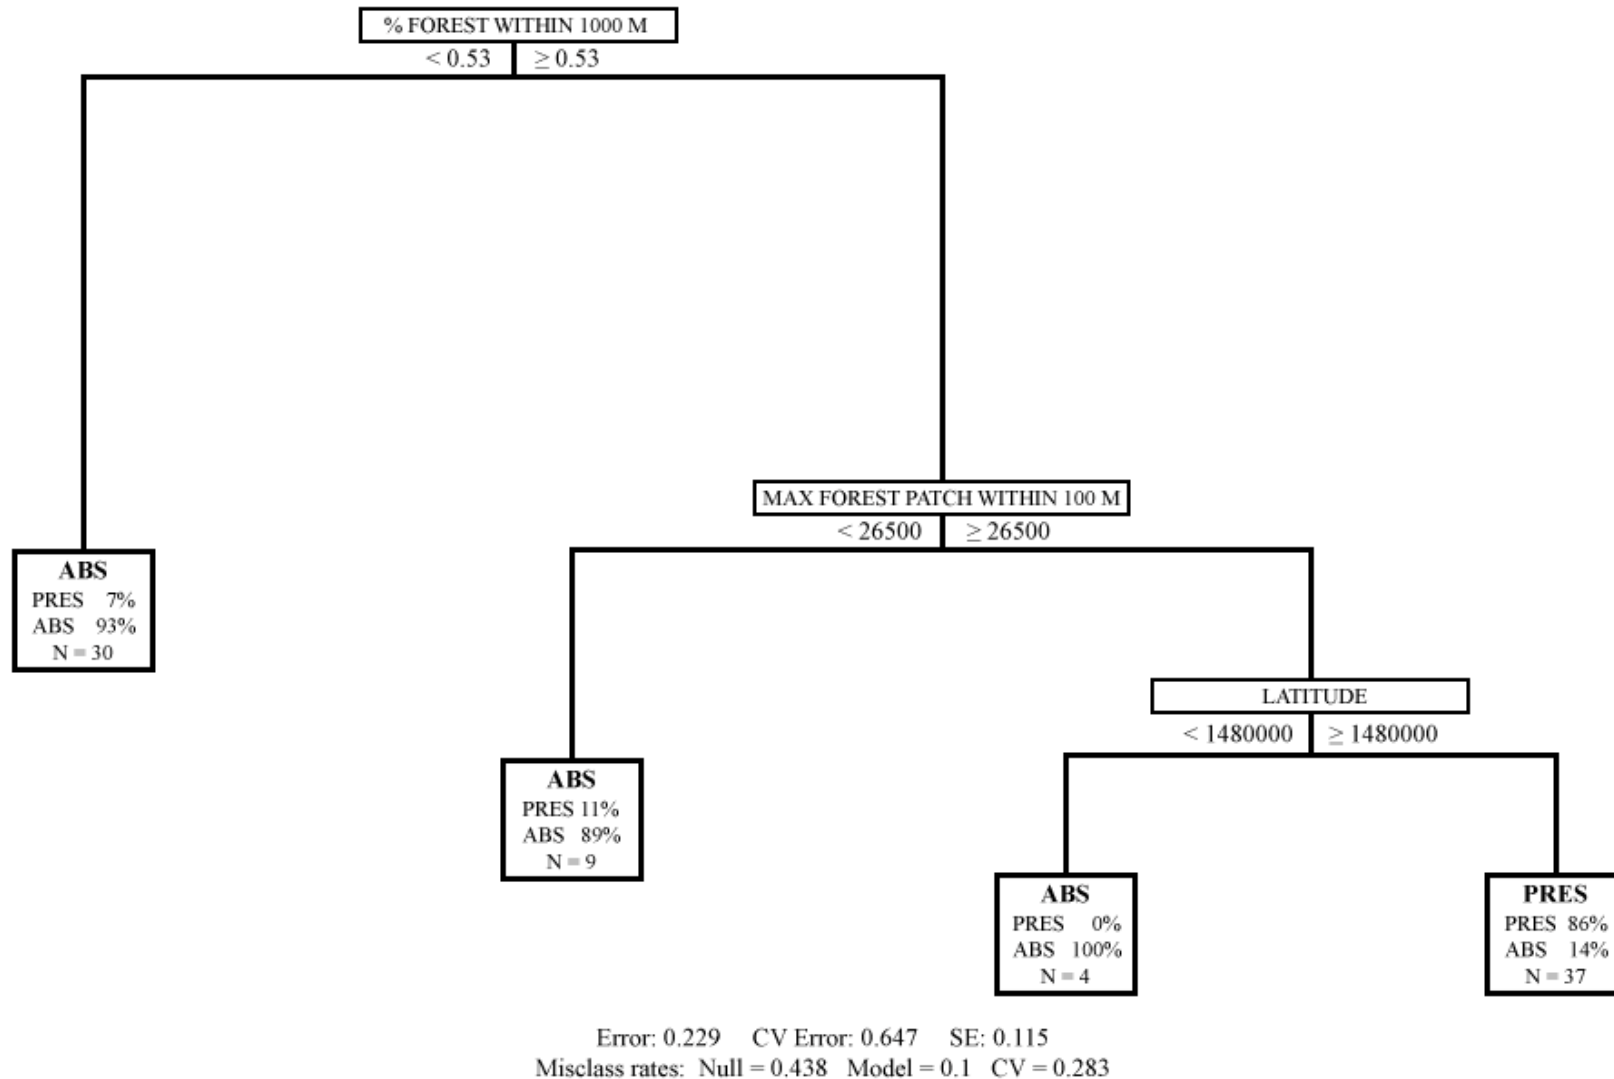 % FOREST WITHIN 1000 M
< 0.53 ≥ 0.53
MAX FOREST PATCH WITHIN 100 M
< 26500 ≥ 26500
ABS
PRES 7%
ABS 93%
N = 30
LATITUDE
< 1480000 ≥ 1480000
ABS
PRES 11%
ABS 89%
N = 9
ABS
PRES 0%
ABS 100%
N = 4
PRES
PRES 86%
ABS 14%
N = 37
Error: 0.229 CV Error: 0.647 SE: 0.115
Misclass rates: Null = 0.438 Model = 0.1 CV = 0.283